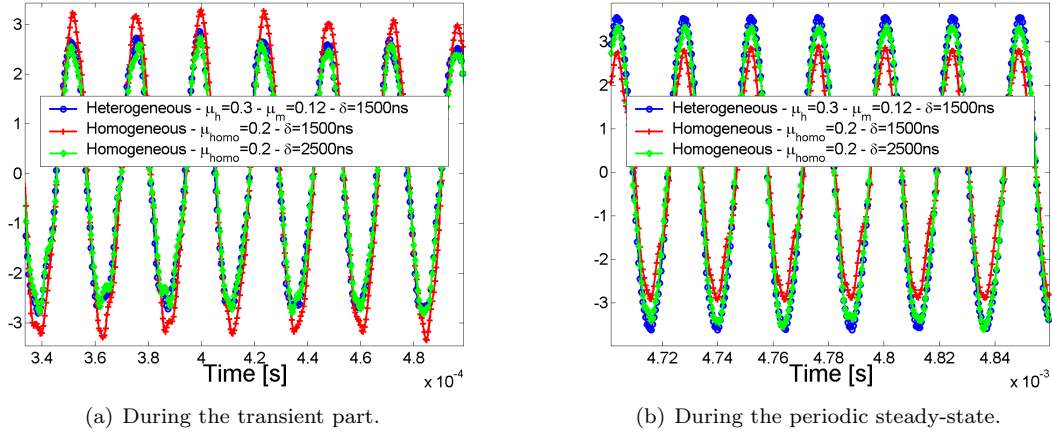 3
2
1
0
-1
-2
-3
Heterogeneous - μh=0.3 - μm=0.12 - δ=1500ns
Homogeneous - μhomo=0.2 - δ=1500ns
Homogeneous - μhomo=0.2 - δ=2500ns
3.4 3.6 3.8 4 4.2 4.4 4.6 4.8
Time [s]
x 10-4
(a) During the transient part.
3
2
1
0
-1
-2
-3
Heterogeneous - μh=0.3 - μm=0.12 - δ=1500ns
Homogeneous - μhomo=0.2 - δ=1500ns
Homogeneous - μhomo=0.2 - δ=2500ns
4.72 4.74 4.76 4.78 4.8 4.82 4.84
Time [s]
x 10-3
(b) During the periodic steady-state.